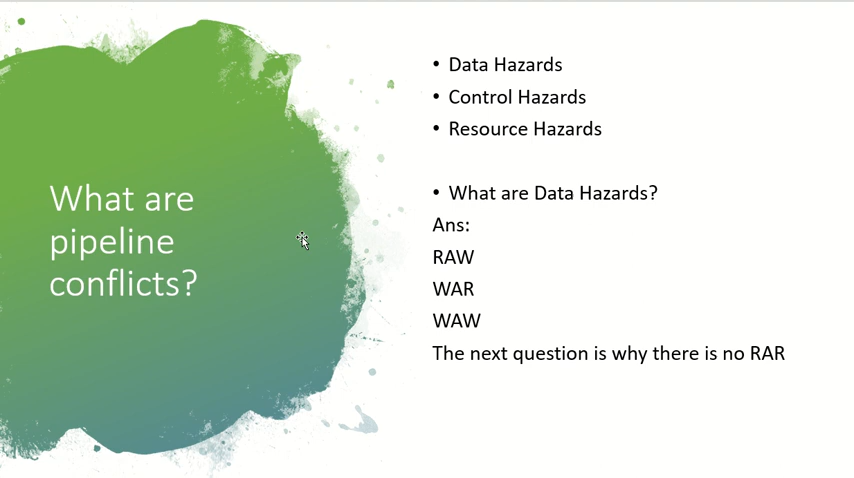 What are
pipeline
conflicts?
• Data Hazards
• Control Hazards
• Resource Hazards
• What are Data Hazards?
Ans:
RAW
WAR
WAW
The next question is why there is no RAR